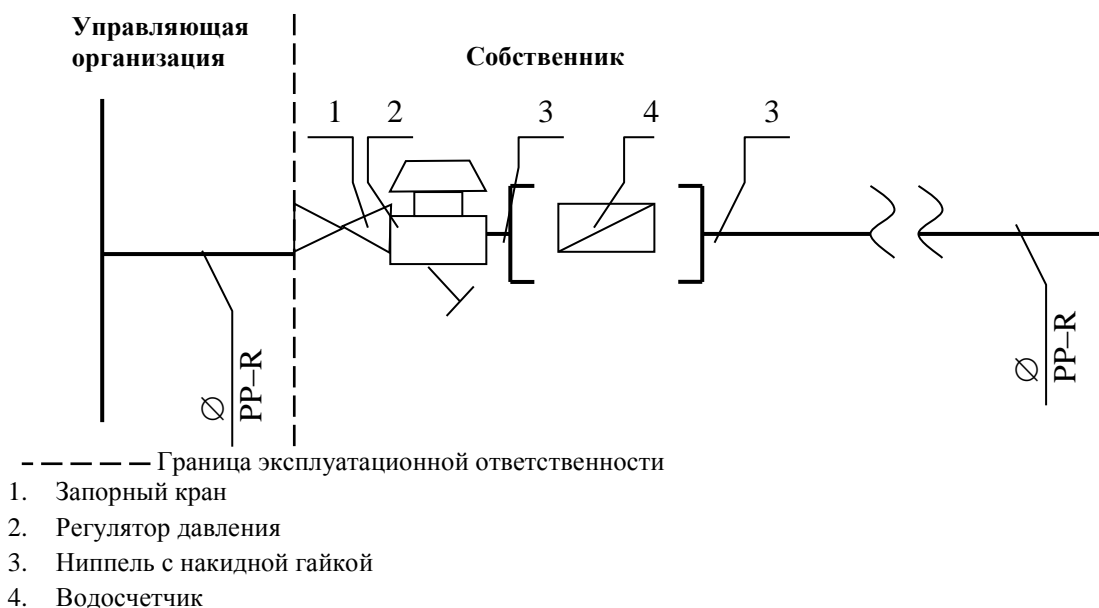 Управляющая
организация
Собственник
1
2
3
4
3
∅
PP–R
∅
PP–R
Граница эксплуатационной ответственности
1. Запорный кран
2. Регулятор давления
3. Ниппель с накидной гайкой
4. Водосчетчик